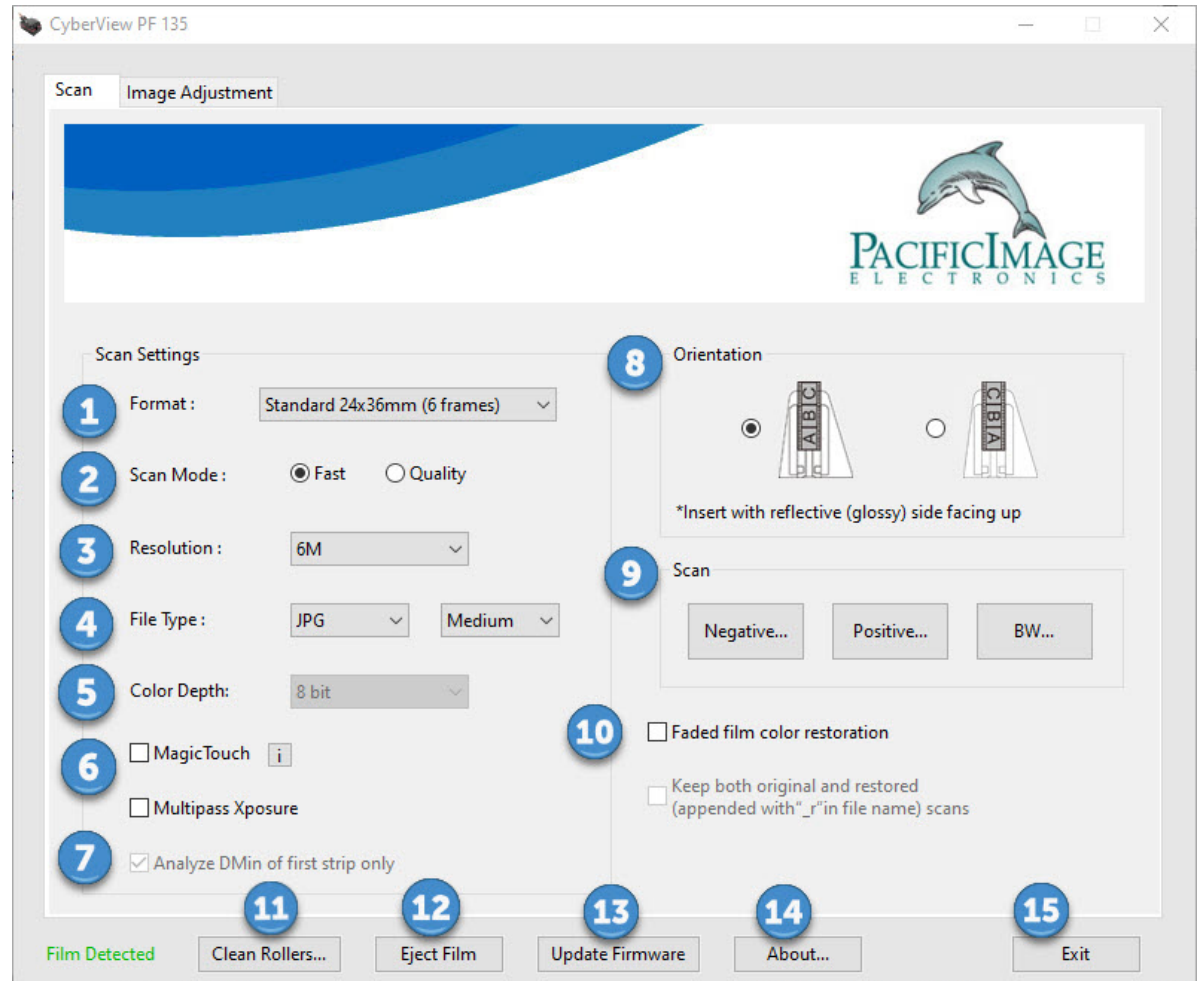 CyberView PF 135
Scan
Image Adjustment
PACIFICIMAGE
ELECTRONICS
Scan Settings
1
Format :
Standard 24x36mm (6 frames)
2
Scan Mode :
Fast
Quality
3
Resolution :
6M
4
File Type :
JPG
Medium
5
Color Depth:
8 bit
6
MagicTouch
i
Multipass Xposure
7
Analyze DMin of first strip only
8
Orientation
A B C
C B A
*Insert with reflective (glossy) side facing up
9
Scan
Negative...
Positive...
BW...
10
Faded film color restoration
Keep both original and restored
(appended with“_r”in file name) scans
11
12
13
14
15
Film Detected
Clean Rollers...
Eject Film
Update Firmware
About...
Exit